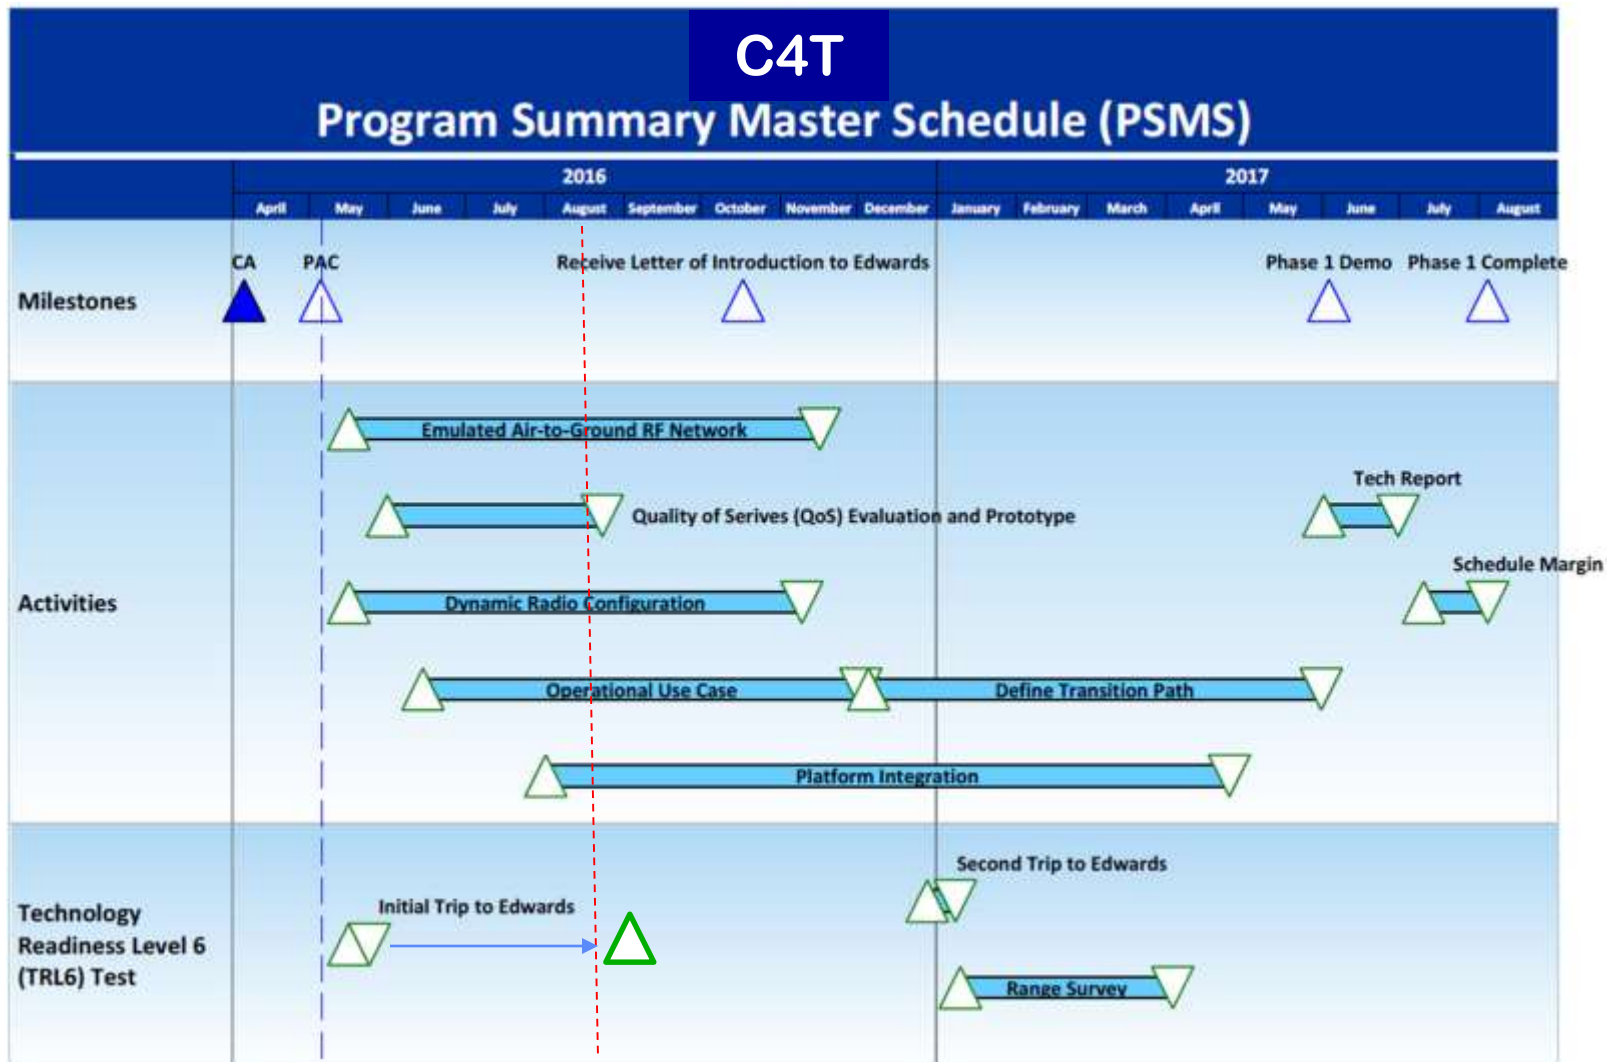 C4T
Program Summary Master Schedule (PSMS)
2016 2017
April May June July August September October November December January February March April May June July August
CA PAC Receive Letter of Introduction to Edwards Phase 1 Demo Phase 1 Complete
Milestones
Emulated Air-to-Ground RF Network
Tech Report
Quality of Serives (QoS) Evaluation and Prototype
Schedule Margin
Activities
Dynamic Radio Configuration
Operational Use Case Define Transition Path
Platform Integration
Second Trip to Edwards
Initial Trip to Edwards
Technology
Readiness Level 6
(TRL6) Test
Range Survey